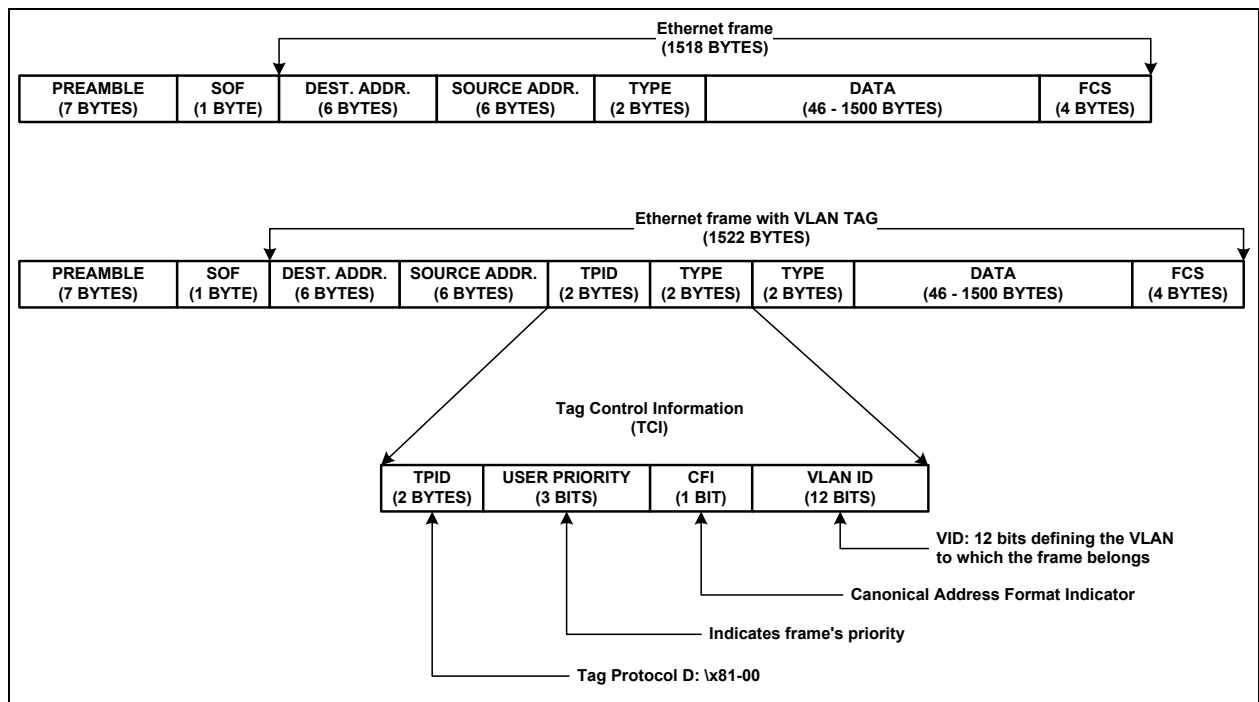 Ethernet frame
(1518 BYTES)
PREAMBLE
(7 BYTES)
SOF
(1 BYTE)
DEST. ADDR.
(6 BYTES)
SOURCE ADDR.
(6 BYTES)
TYPE
(2 BYTES)
DATA
(46 - 1500 BYTES)
FCS
(4 BYTES)
Ethernet frame with VLAN TAG
(1522 BYTES)
PREAMBLE
(7 BYTES)
SOF
(1 BYTE)
DEST. ADDR.
(6 BYTES)
SOURCE ADDR.
(6 BYTES)
TPID
(2 BYTES)
TYPE
(2 BYTES)
TYPE
(2 BYTES)
DATA
(46 - 1500 BYTES)
FCS
(4 BYTES)
Tag Control Information
(TCI)
TPID
(2 BYTES)
USER PRIORITY
(3 BITS)
CFI
(1 BIT)
VLAN ID
(12 BITS)
VID: 12 bits defining the VLAN
to which the frame belongs
Canonical Address Format Indicator
Indicates frame's priority
Tag Protocol D: \x81-00